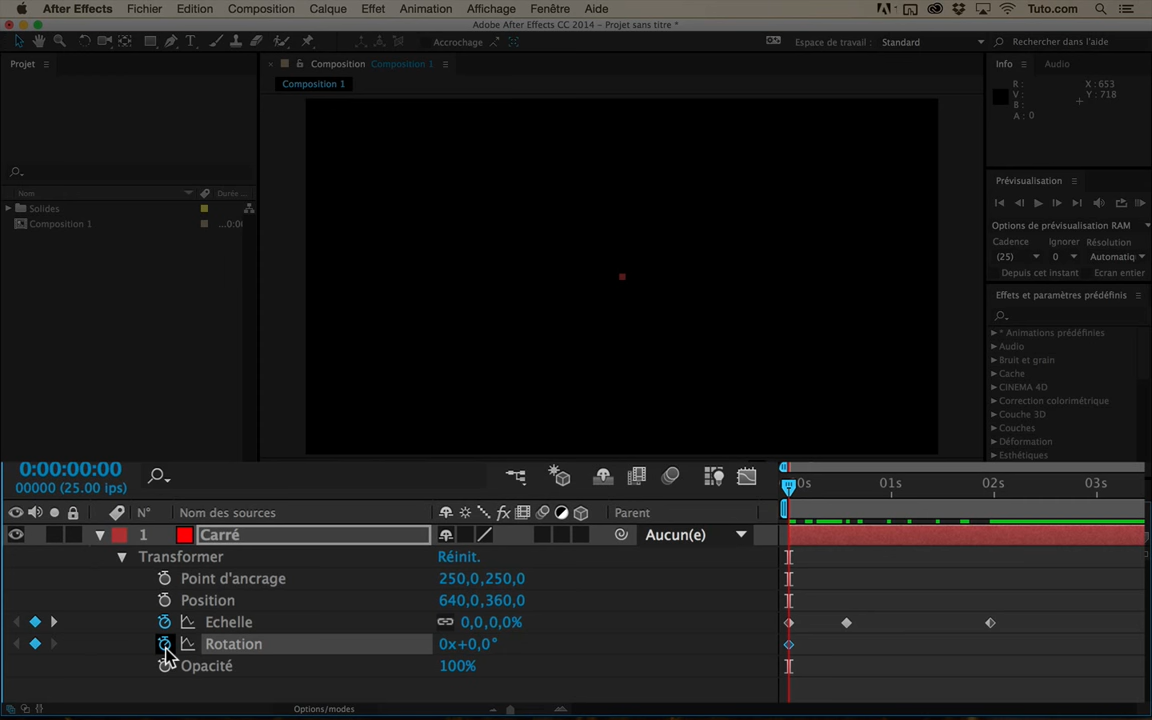 After Effects Fichier Edition Composition Calque Effet Animation Affichage Fenêtre Aide Tuto.com
Adobe After Effects CC 2014 - Projet sans titre *
Accrochage Espace de travail : Standard Rechercher dans l'aide
Projet
Composition Composition 1
Info Audio
Composition 1
R :
V :
B :
A : 0
X : 653
Y : 718
Nom Durée ...
Solides
Composition 1 ...0:0
Prévisualisation
Options de prévisualisation RAM
Cadence Ignorer Résolution
(25) 0 Automatiq
Depuis cet instant Ecran entier
Effets et paramètres prédéfinis
* Animations prédéfinies
Audio
Bruit et grain
Cache
CINEMA 4D
Correction colorimétrique
Couche 3D
Couches
Déformation
Esthétiques
0:00:00:00
00000 (25.00 ips)
0s 01s 02s 03s
N° Nom des sources Parent
1 Carré Aucun(e)
Transformer Réinit.
Point d'ancrage 250,0,250,0
Position 640,0,360,0
Echelle 0,0,0,0%
Rotation 0x+0,0°
Opacité 100%
Options/modes